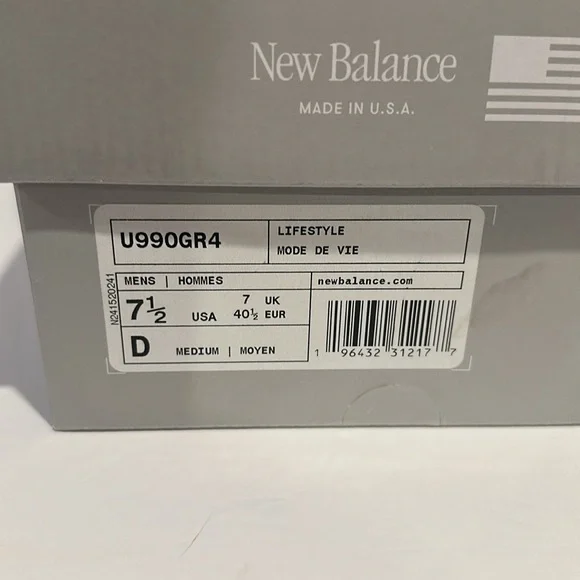 New Balance
MADE IN U.S.A.
U990GR4
LIFESTYLE
MODE DE VIE
MENS | HOMMES
newbalance.com
7½ USA
7 UK
40½ EUR
D MEDIUM | MOYEN
N241520241
1 96432 31217 7